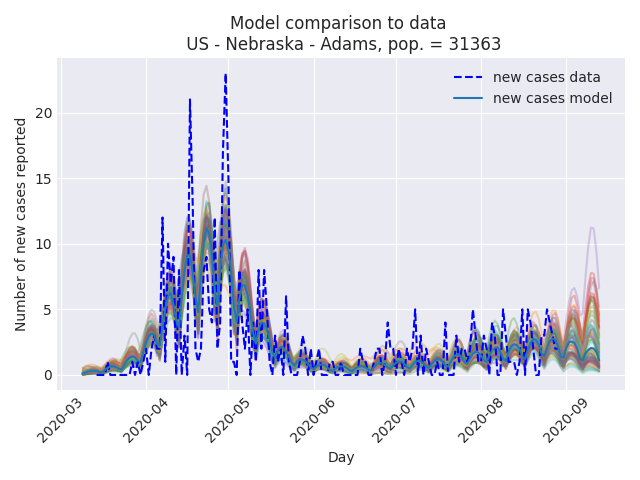 Model comparison to data
US - Nebraska - Adams, pop. = 31363
new cases data
new cases model
Number of new cases reported
20
15
10
5
0
2020-03
2020-04
2020-05
2020-06
2020-07
2020-08
2020-09
Day